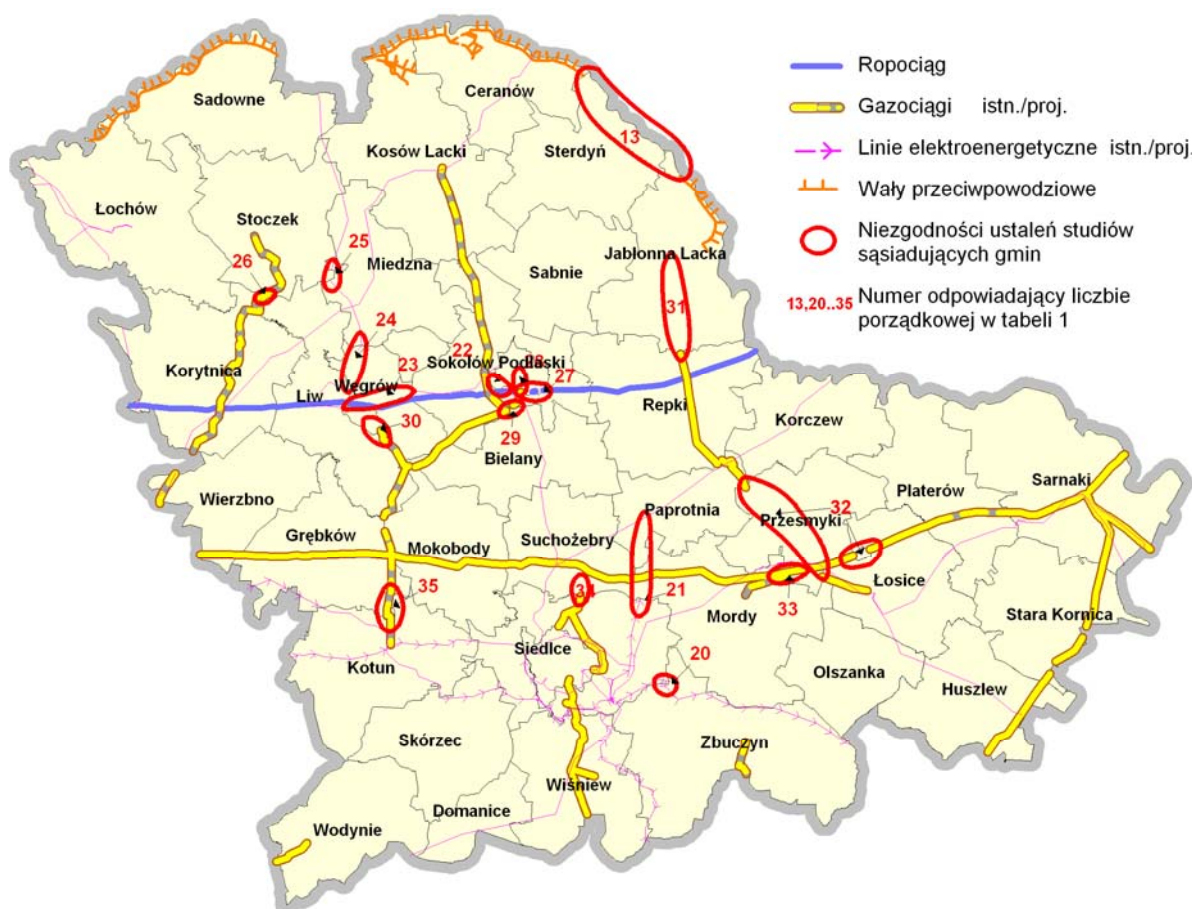 Ropociąg
Gazociągi istn./proj.
Linie elektroenergetyczne istn./proj.
Wały przeciwpowodziowe
Niezgodności ustaleń studiów
sąsiadujących gmin
13,20..35 Numer odpowiadający liczbie
porządkowej w tabeli 1
Sadowne
Ceranów
13
Kosów Lacki
Sterdyń
Łochów
Stoczek
25
26
Miedzna
Jabłonna Lacka
Sabnie
31
24
23
22
Sokołów Podlaski
28
27
Korytnica
Węgrów
Liw
Repki
30
29
Korczew
Bielany
Sarnaki
Wierzbno
Platerów
Paprotnia
32
Przesmyki
Grębków
Suchożebry
Mokobody
34
21
33
Łosice
35
Mordy
Stara Kornica
Siedlce
20
Kotun
Olszanka
Huszlew
Skórzec
Zbuczyn
Wiśniew
Domanice
Wodynie